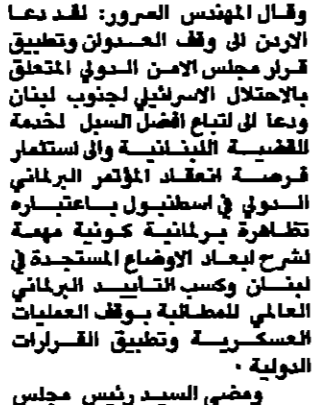 وقال المهندس السرور: لقد دعا
الاردن الى وقف العدوان وتطبيق
قرار مجلس الامن الدولي المتعلق
بالاحتلال الاسرائيلي لجنوب لبنان
ودعا الى اتباع افضل السبل لخدمة
القضية اللبنانية والى استثمار
فرصة انعقاد المؤتمر البرلماني
الدولي في اسطنبول باعتباره
تظاهرة برلمانية كونية مهمة
لشرح ابعاد الاوضاع المستجدة في
لبنان وكسب التاييد البرلماني
العالمي للمطالبة بوقف العمليات
العسكرية وتطبيق القرارات
الدولية .
ومضى السيد رئيس مجلس